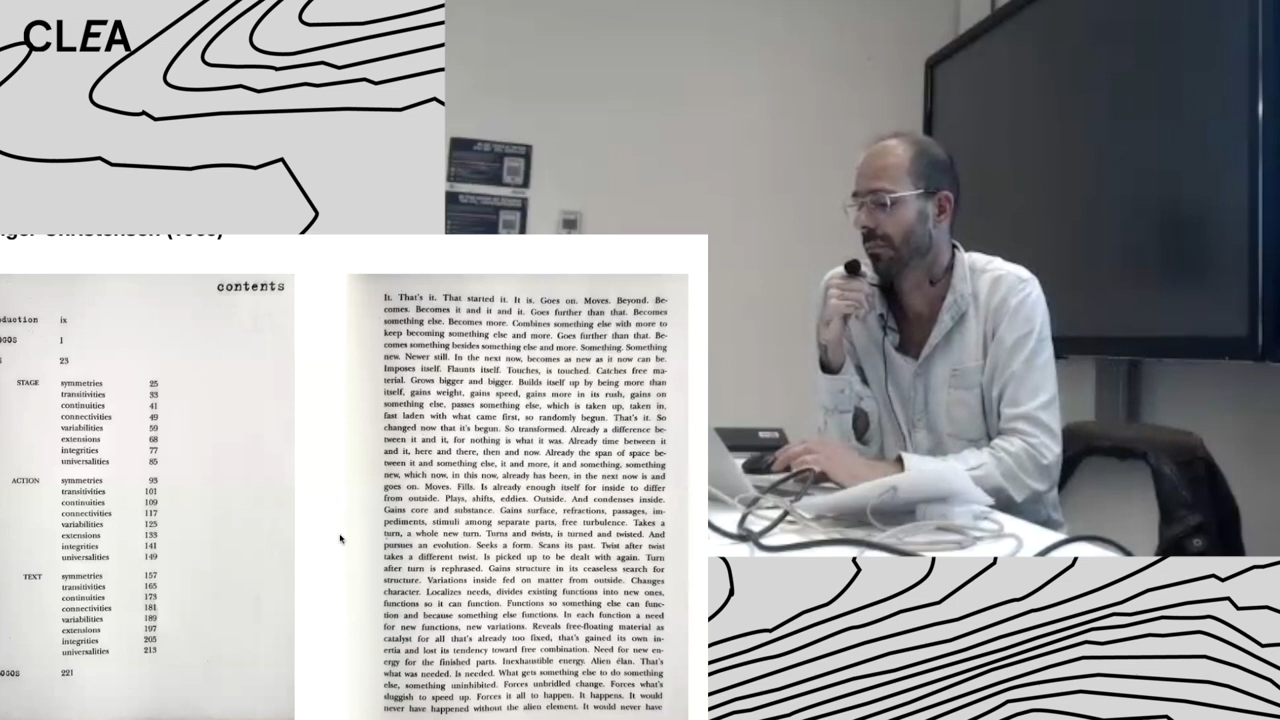 CLEA
contents
ix
1
23
STAGE symmetries 25
transitivities 33
continuities 41
connectivities 49
variabilities 59
extensions 68
integrities 77
universalities 85
ACTION symmetries 93
transitivities 101
continuities 109
connectivities 117
variabilities 125
extensions 133
integrities 141
universalities 149
TEXT symmetries 157
transitivities 165
continuities 173
connectivities 181
variabilities 189
extensions 197
integrities 205
universalities 213
221
It. That's it. That started it. It is. Goes on. Moves. Beyond. Be-
comes. Becomes it and it and it. Goes further than that. Becomes
something else. Becomes more. Combines something else with more to
keep becoming something else and more. Goes further than that. Be-
comes something besides something else and more. Something. Something
new. Newer still. In the next now, becomes as new as it now can be.
Imposes itself. Flaunts itself. Touches, is touched. Catches free ma-
terial. Grows bigger and bigger. Builds itself up by being more than
itself, gains weight, gains speed, gains more in its rush, gains on
something else, passes something else, which is taken up, taken in,
fast laden with what came first, so randomly begun. That's it. So
changed now that it's begun. So transformed. Already a difference be-
tween it and it, for nothing is what it was. Already time between it
and it, here and there, then and now. Already the span of space be-
tween it and something else, it and more, it and something, something
new, which now, in this now, already has been, in the next now is and
goes on. Moves. Fills. Is already enough itself for inside to differ
from outside. Plays, shifts, eddies. Outside. And condenses inside.
Gains core and substance. Gains surface, refractions, passages, im-
pediments, stimuli among separate parts, free turbulence. Takes a
turn, a whole new turn. Turns and twists, is turned and twisted. And
pursues an evolution. Seeks a form. Scans its past. Twist after twist
takes a different twist. Is picked up to be dealt with again. Turn
after turn is rephrased. Gains structure in its ceaseless search for
structure. Variations inside fed on matter from outside. Changes
character. Localizes needs, divides existing functions into new ones,
functions so it can function. Functions so something else can func-
tion and because something else functions. In each function a need
for new functions, new variations. Reveals free-floating material as
catalyst for all that's already too fixed, that's gained its own in-
ertia and lost its tendency toward free combination. Need for new en-
ergy for the finished parts. Inexhaustible energy. Alien élan. That's
what was needed. Is needed. What gets something else to do something
else, something uninhibited. Forces unbridled change. Forces what's
sluggish to speed up. Forces it all to happen. It happens. It would
never have happened without the alien element. It would never have